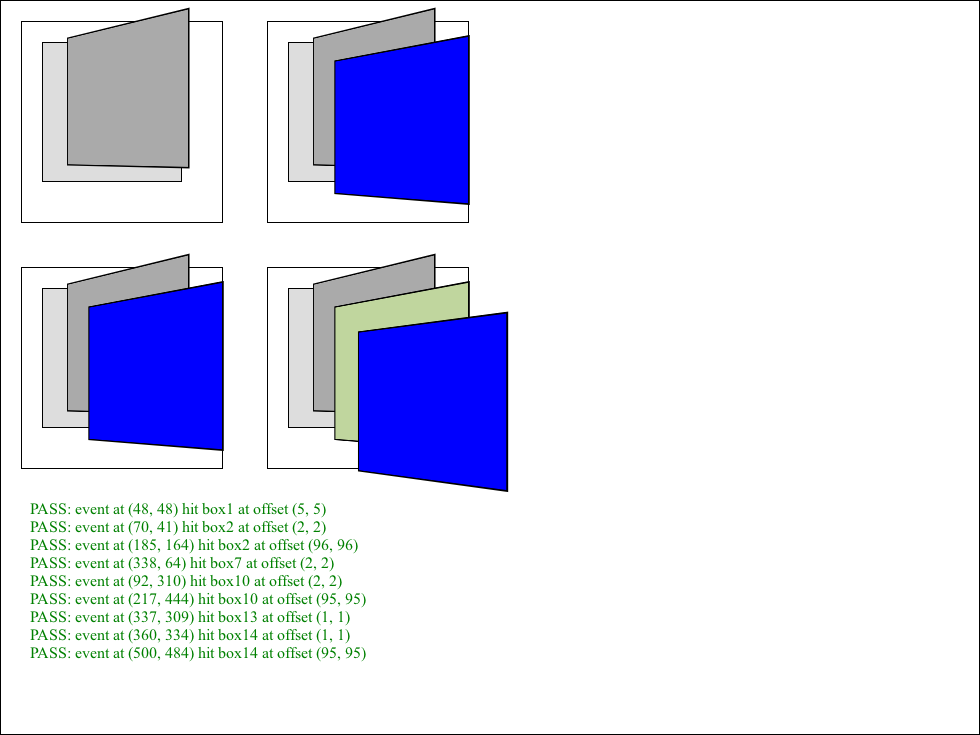 PASS: event at (48, 48) hit box1 at offset (5, 5)
PASS: event at (70, 41) hit box2 at offset (2, 2)
PASS: event at (185, 164) hit box2 at offset (96, 96)
PASS: event at (338, 64) hit box7 at offset (2, 2)
PASS: event at (92, 310) hit box10 at offset (2, 2)
PASS: event at (217, 444) hit box10 at offset (95, 95)
PASS: event at (337, 309) hit box13 at offset (1, 1)
PASS: event at (360, 334) hit box14 at offset (1, 1)
PASS: event at (500, 484) hit box14 at offset (95, 95)